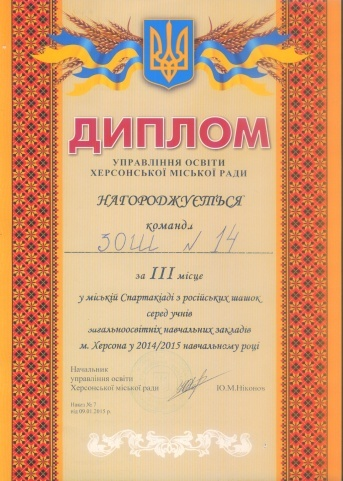 ДИПЛОМ
УПРАВЛІННЯ ОСВІТИ
ХЕРСОНСЬКОЇ МІСЬКОЇ РАДИ
НАГОРОДЖУЄТЬСЯ
команда
ЗОШ N 14
за III місце
у міській Спартакіаді з російських шашок
серед учнів
загальноосвітніх навчальних закладів
м. Херсона у 2014/2015 навчальному році
Начальник
управління освіти
Херсонської міської ради Ю.М.Ніконов
Наказ № 7
від 09.01.2015 р.